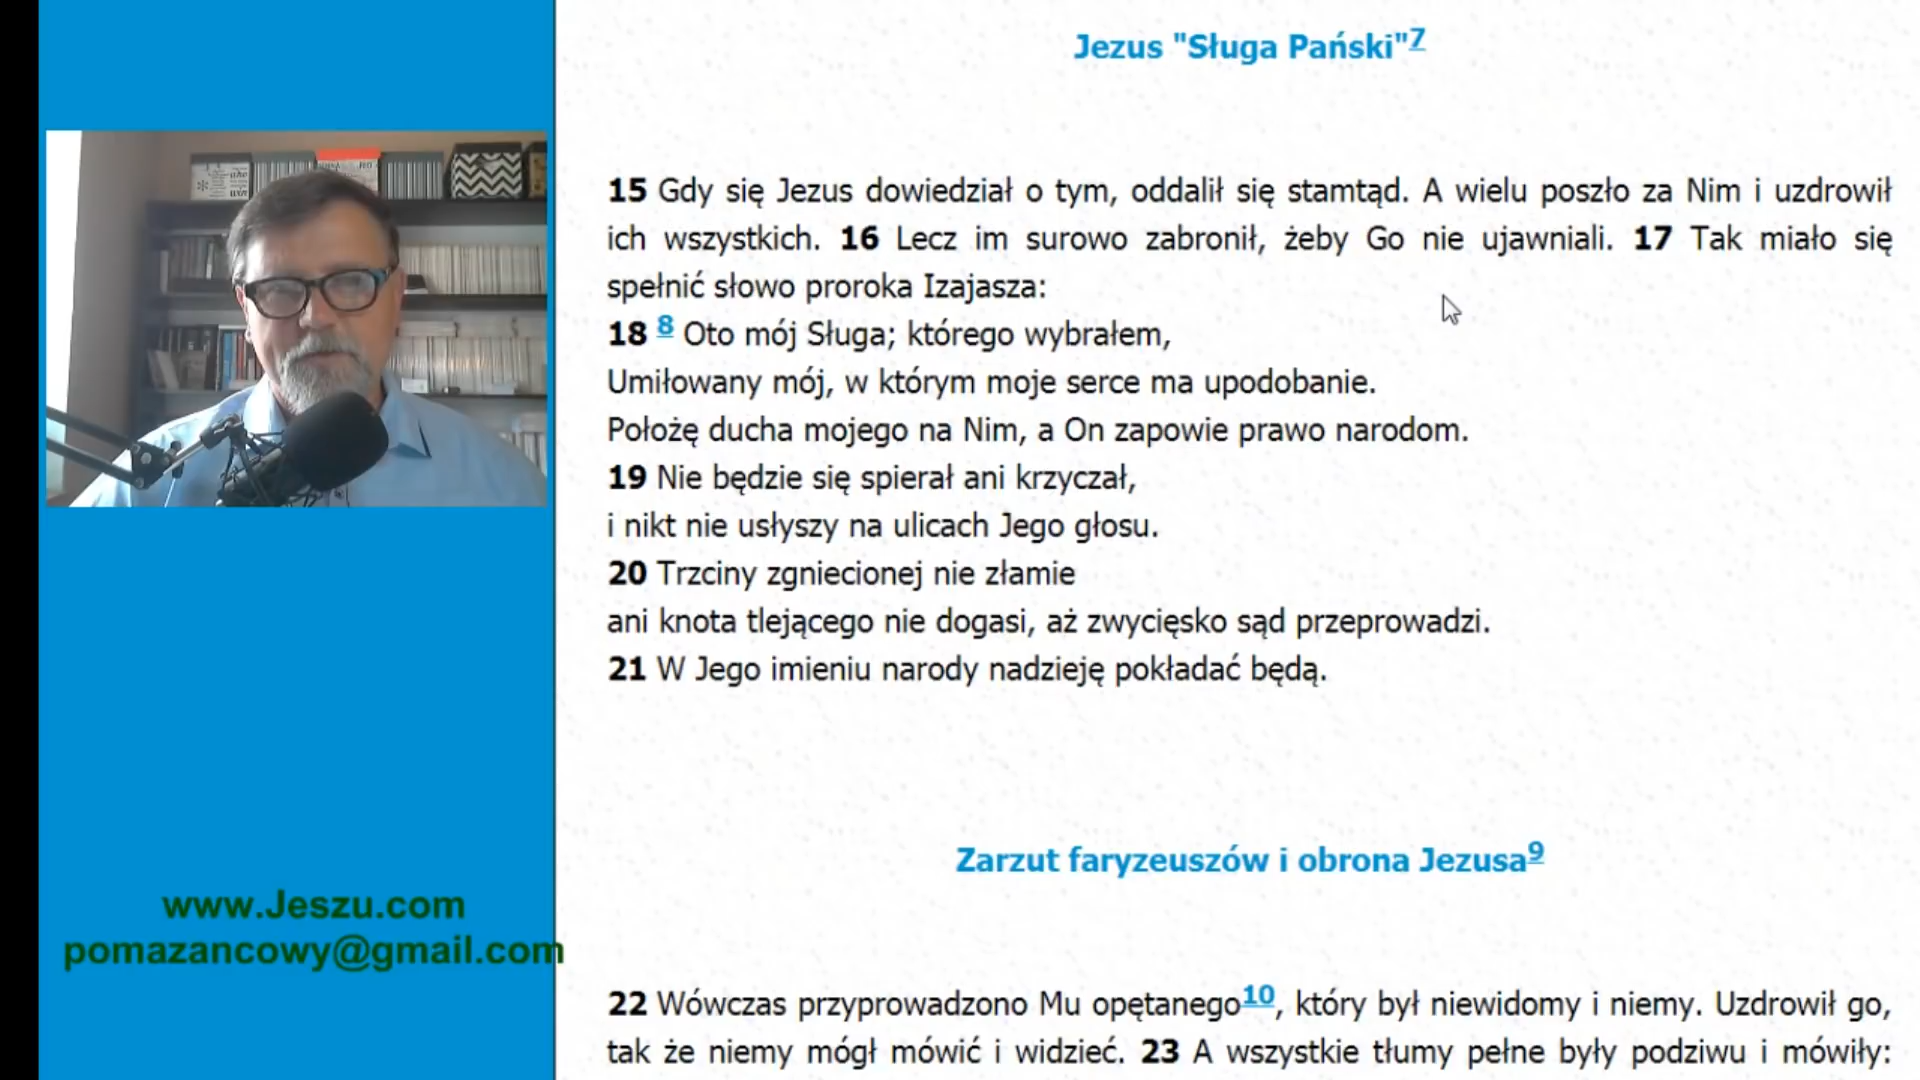 Jezus "Sługa Pański"7
15 Gdy się Jezus dowiedział o tym, oddalił się stamtąd. A wielu poszło za Nim i uzdrowił
ich wszystkich. 16 Lecz im surowo zabronił, żeby Go nie ujawniali. 17 Tak miało się
spełnić słowo proroka Izajasza:
18 8 Oto mój Sługa; którego wybrałem,
Umiłowany mój, w którym moje serce ma upodobanie.
Położę ducha mojego na Nim, a On zapowie prawo narodom.
19 Nie będzie się spierał ani krzyczał,
i nikt nie usłyszy na ulicach Jego głosu.
20 Trzciny zgniecionej nie złamie
ani knota tlejącego nie dogasi, aż zwycięsko sąd przeprowadzi.
21 W Jego imieniu narody nadzieję pokładać będą.
Zarzut faryzeuszów i obrona Jezusa9
22 Wówczas przyprowadzono Mu opętanego10, który był niewidomy i niemy. Uzdrowił go,
tak że niemy mógł mówić i widzieć. 23 A wszystkie tłumy pełne były podziwu i mówiły:
www.Jeszu.com
pomazancowy@gmail.com